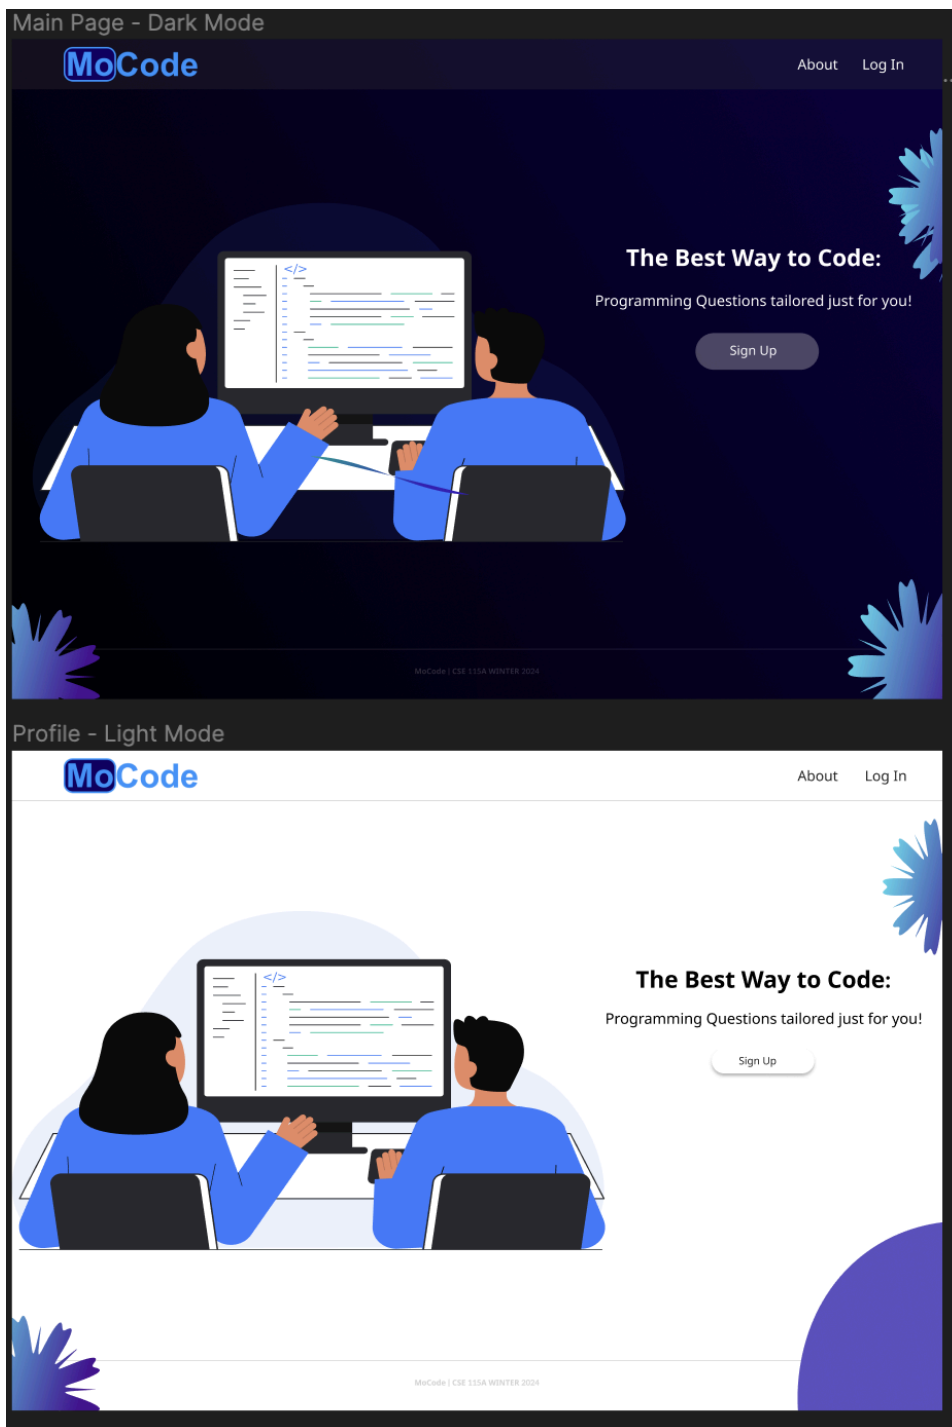 Main Page - Dark Mode
MoCode
About Log In
</>
The Best Way to Code:
Programming Questions tailored just for you!
Sign Up
MoCode | CSE 115A WINTER 2024
Profile - Light Mode
MoCode
About Log In
</>
The Best Way to Code:
Programming Questions tailored just for you!
Sign Up
MoCode | CSE 115A WINTER 2024